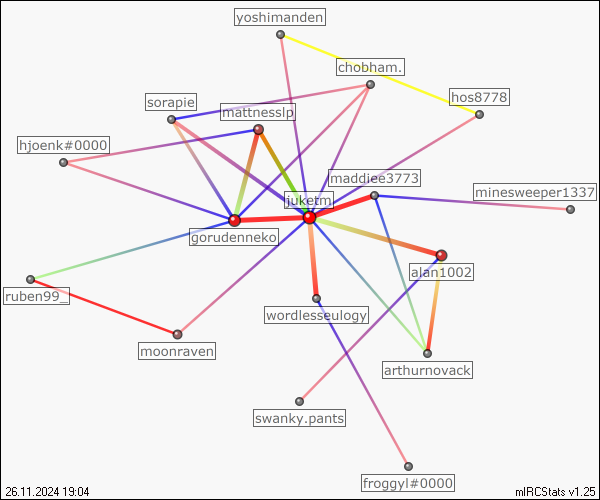 yoshimanden
chobham.
hos8778
sorapie
mattnesslp
hjoenk#0000
maddiee3773
minesweeper1337
juketm
gorudenneko
alan1002
ruben99_
wordlesseulogy
moonraven
arthurnovack
swanky.pants
froggyl#0000
26.11.2024 19:04
mIRCStats v1.25